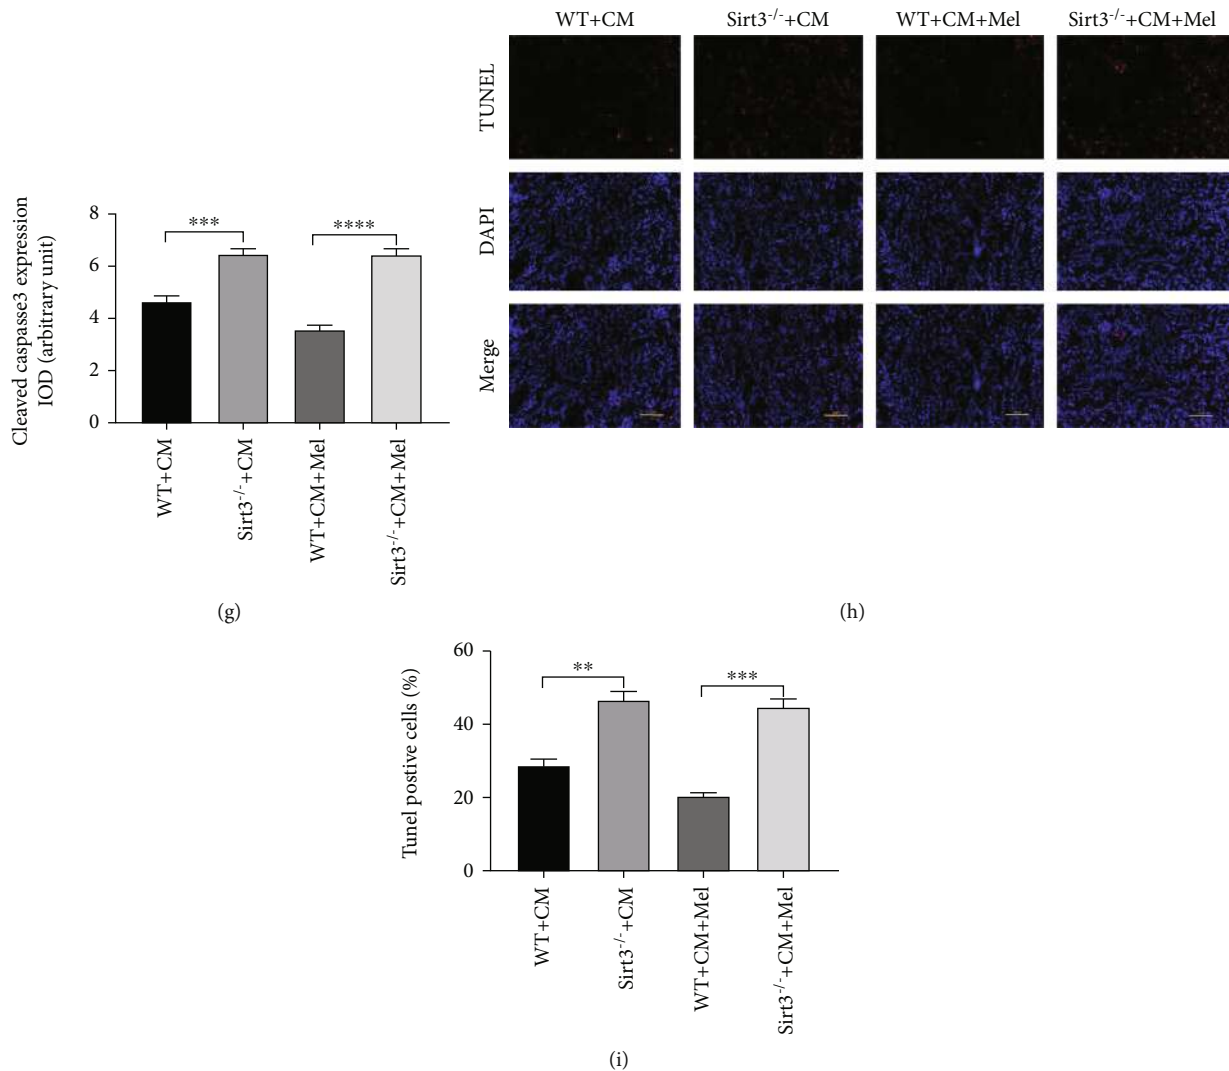 Cleaved caspasse3 expression
IOD (arbitrary unit)
8
6
4
2
0
***
****
WT+CM
Sirt3-/-+CM
WT+CM+Mel
Sirt3-/-+CM+Mel
(g)
WT+CM
Sirt3-/-+CM
WT+CM+Mel
Sirt3-/-+CM+Mel
TUNEL
DAPI
Merge
(h)
Tunel postive cells (%)
60
40
20
0
**
***
WT+CM
Sirt3-/-+CM
WT+CM+Mel
Sirt3-/-+CM+Mel
(i)